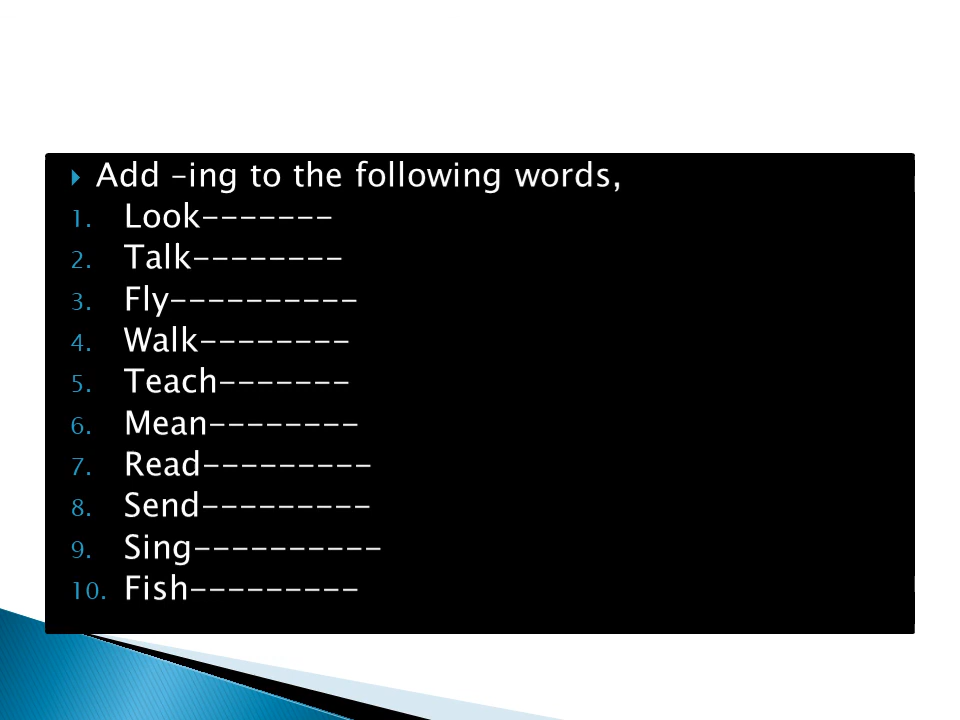 Add –ing to the following words,
1. Look-------
2. Talk--------
3. Fly----------
4. Walk--------
5. Teach-------
6. Mean--------
7. Read---------
8. Send---------
9. Sing----------
10. Fish---------